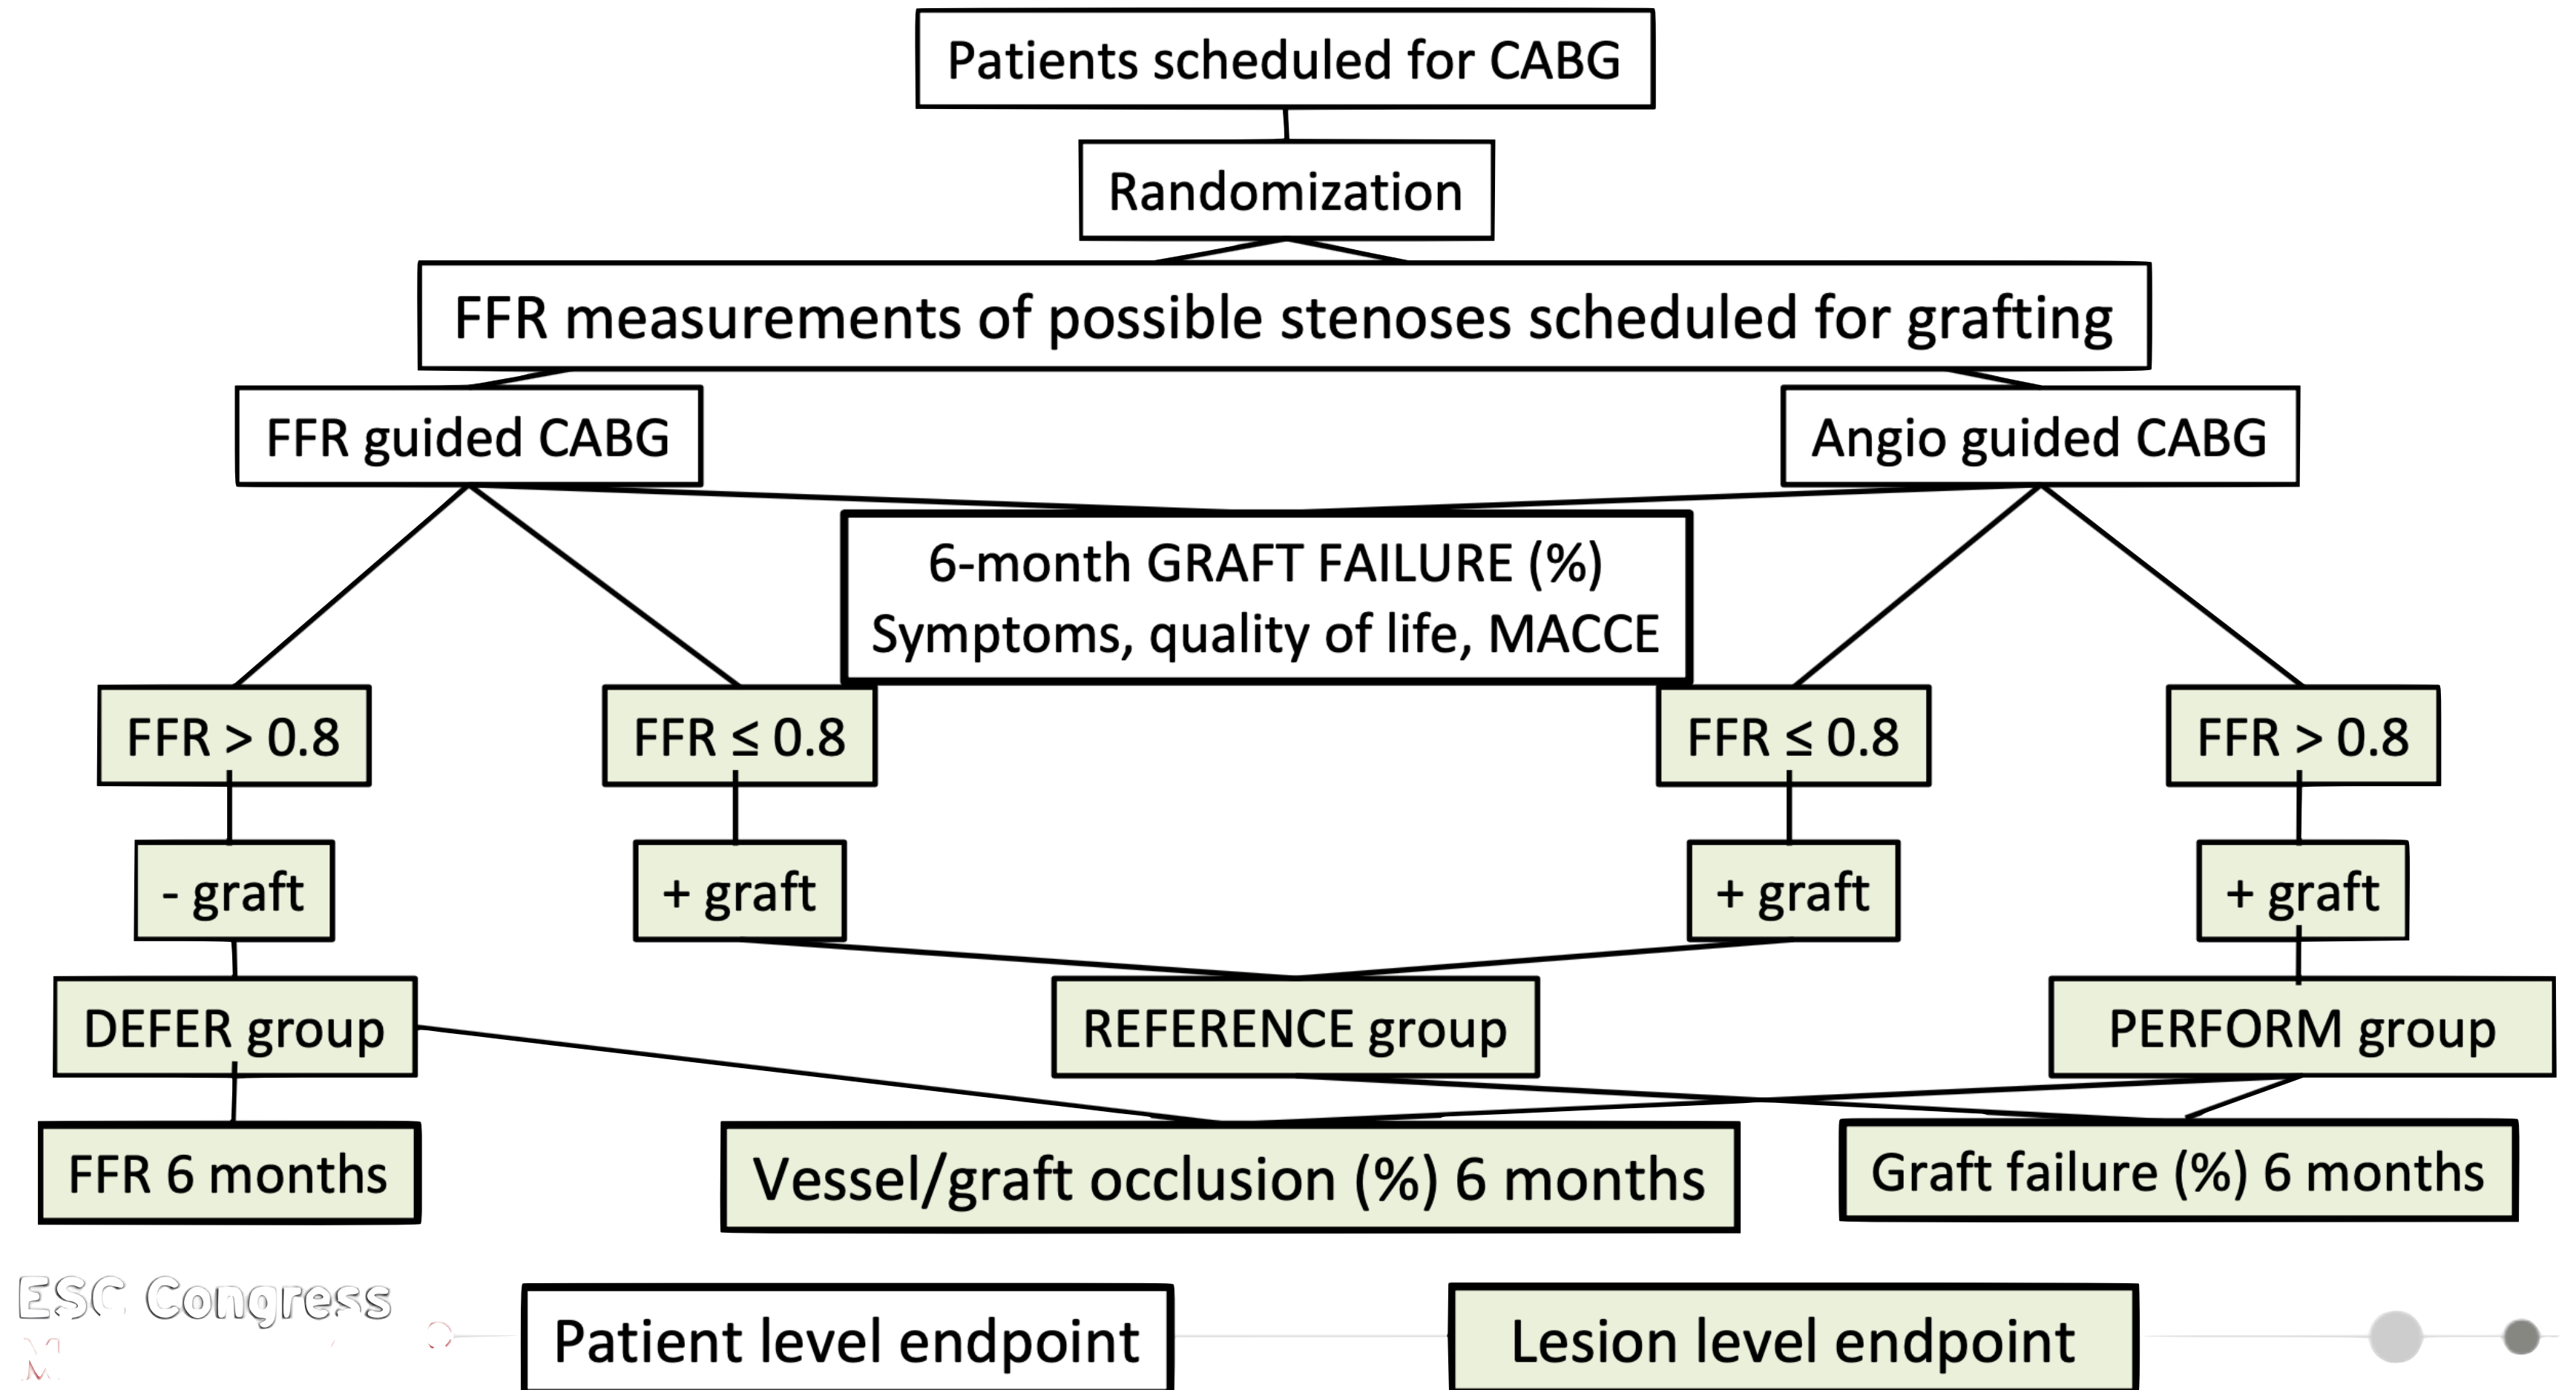 Patients scheduled for CABG
Randomization
FFR measurements of possible stenoses scheduled for grafting
FFR guided CABG
Angio guided CABG
6-month GRAFT FAILURE (%)
Symptoms, quality of life, MACCE
FFR > 0.8
FFR ≤ 0.8
FFR ≤ 0.8
FFR > 0.8
- graft
+ graft
+ graft
+ graft
DEFER group
REFERENCE group
PERFORM group
FFR 6 months
Vessel/graft occlusion (%) 6 months
Graft failure (%) 6 months
ESC Congress
Patient level endpoint
Lesion level endpoint